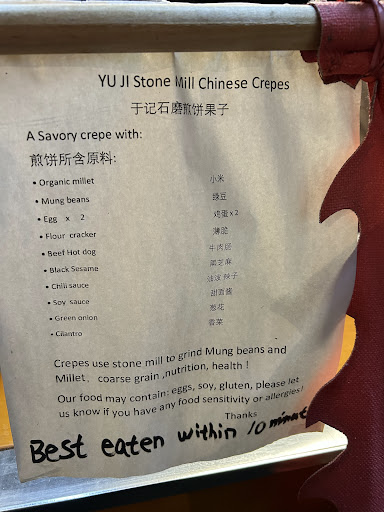 YU JI Stone Mill Chinese Crepes
于记石磨煎饼果子
A Savory crepe with:
煎饼所含原料:
• Organic millet 小米
• Mung beans 绿豆
• Egg x 2 鸡蛋 x 2
• Flour cracker 薄脆
• Beef Hot dog 牛肉肠
• Black Sesame 黑芝麻
• Chili sauce 油泼辣子
• Soy sauce 甜面酱
• Green onion 葱花
• Cilantro 香菜
Crepes use stone mill to grind Mung beans and
Millet、coarse grain ,nutrition, health !
Our food may contain: eggs, soy, gluten, please let
us know if you have any food sensitivity or allergies!
Thanks
Best eaten within 10 minut